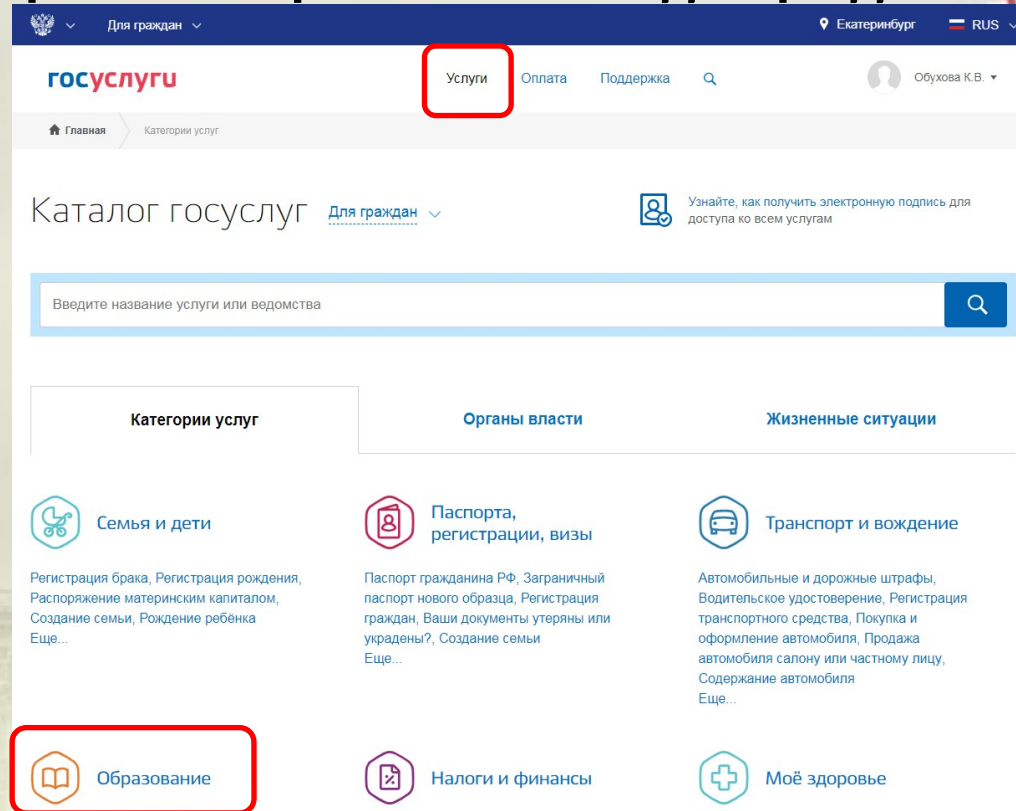 Для граждан
Екатеринбург
RUS
госуслуги
Услуги
Оплата
Поддержка
Обухова К.В.
Главная
Категории услуг
Каталог госуслуг
Для граждан
Узнайте, как получить электронную подпись для
доступа ко всем услугам
Введите название услуги или ведомства
Категории услуг
Органы власти
Жизненные ситуации
Семья и дети
Регистрация брака, Регистрация рождения,
Распоряжение материнским капиталом,
Создание семьи, Рождение ребёнка
Еще...
Паспорта,
регистрации, визы
Паспорт гражданина РФ, Заграничный
паспорт нового образца, Регистрация
граждан, Ваши документы утеряны или
украдены?, Создание семьи
Еще...
Транспорт и вождение
Автомобильные и дорожные штрафы,
Водительское удостоверение, Регистрация
транспортного средства, Покупка и
оформление автомобиля, Продажа
автомобиля салону или частному лицу,
Содержание автомобиля
Еще...
Образование
Налоги и финансы
Моё здоровье